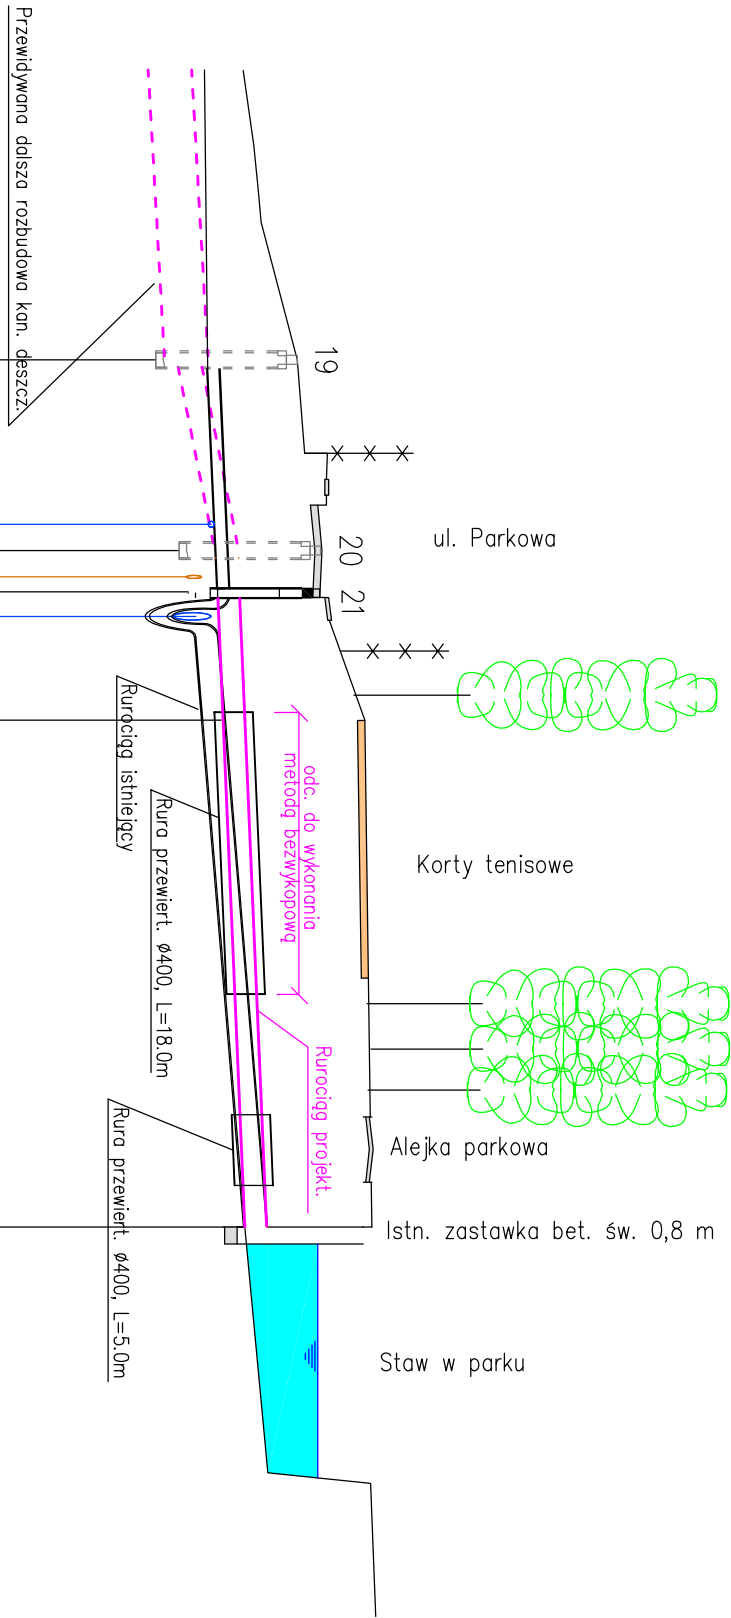 Przewidywana dalsza rozbudowa kan. deszcz.
19
20
21
ul. Parkowa
Rurociąg istniejący
Rura przewiert. ø400, L=18.0m
odc. do wykonania
metodą bezwykopową
Korty tenisowe
Rurociąg projekt.
Rura przewiert. ø400, L=5.0m
Alejka parkowa
Istn. zastawka bet. św. 0,8 m
Staw w parku